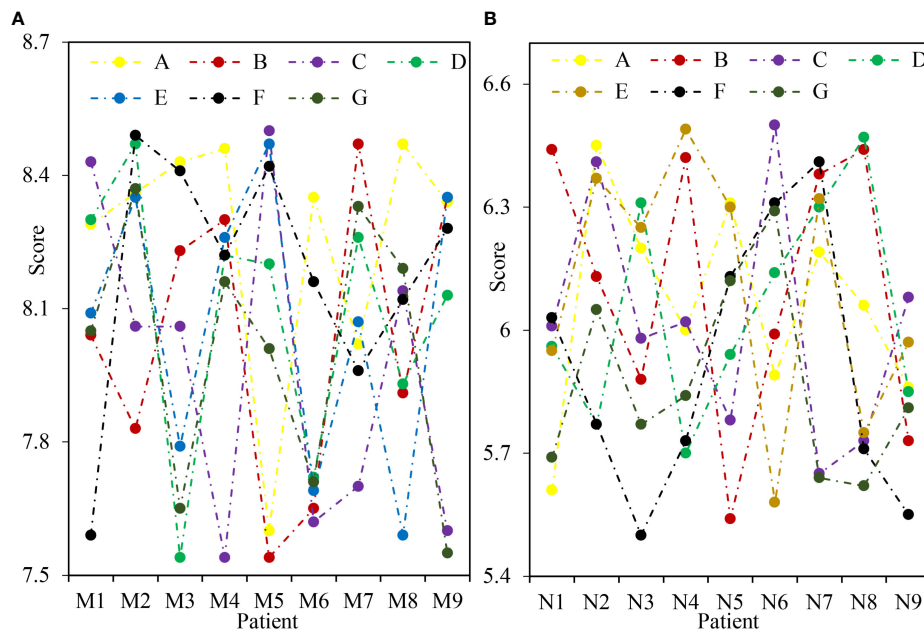 A
8.7
8.4
8.1
7.8
7.5
Score
A B C D
E F G
M1 M2 M3 M4 M5 M6 M7 M8 M9
Patient
B
6.6
6.3
6
5.7
5.4
Score
A B C D
E F G
N1 N2 N3 N4 N5 N6 N7 N8 N9
Patient